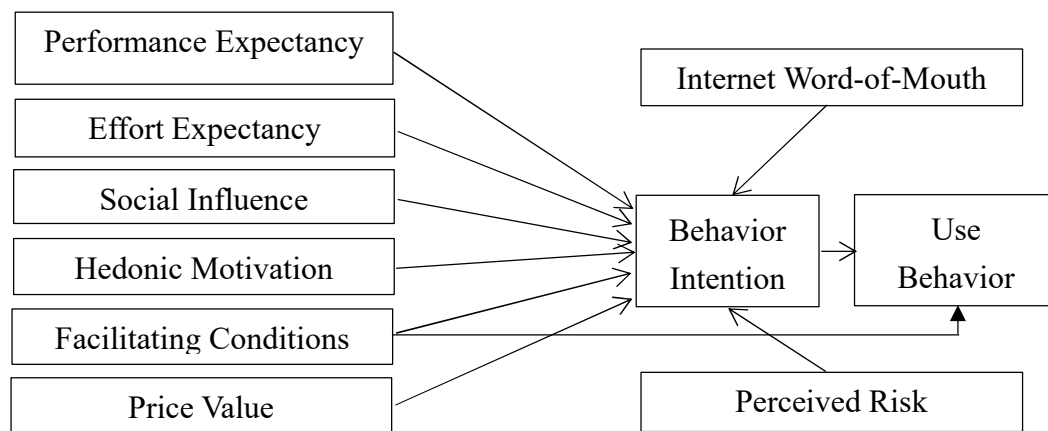 Performance Expectancy
Effort Expectancy
Social Influence
Hedonic Motivation
Facilitating Conditions
Price Value
Internet Word-of-Mouth
Behavior
Intention
Use
Behavior
Perceived Risk